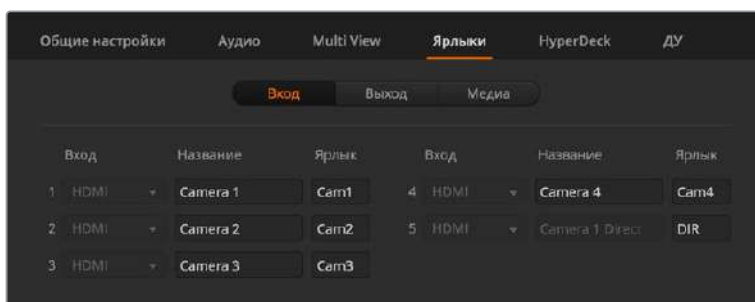 Общие настройки Аудио Multi View Ярлыки HyperDeck ДУ
Вход Выход Медиа
Вход Название Ярлык Вход Название Ярлык
1 HDMI Camera 1 Cam1 4 HDMI Camera 4 Cam4
2 HDMI Camera 2 Cam2 5 HDMI Camera 1 Direct DIR
3 HDMI Camera 3 Cam3